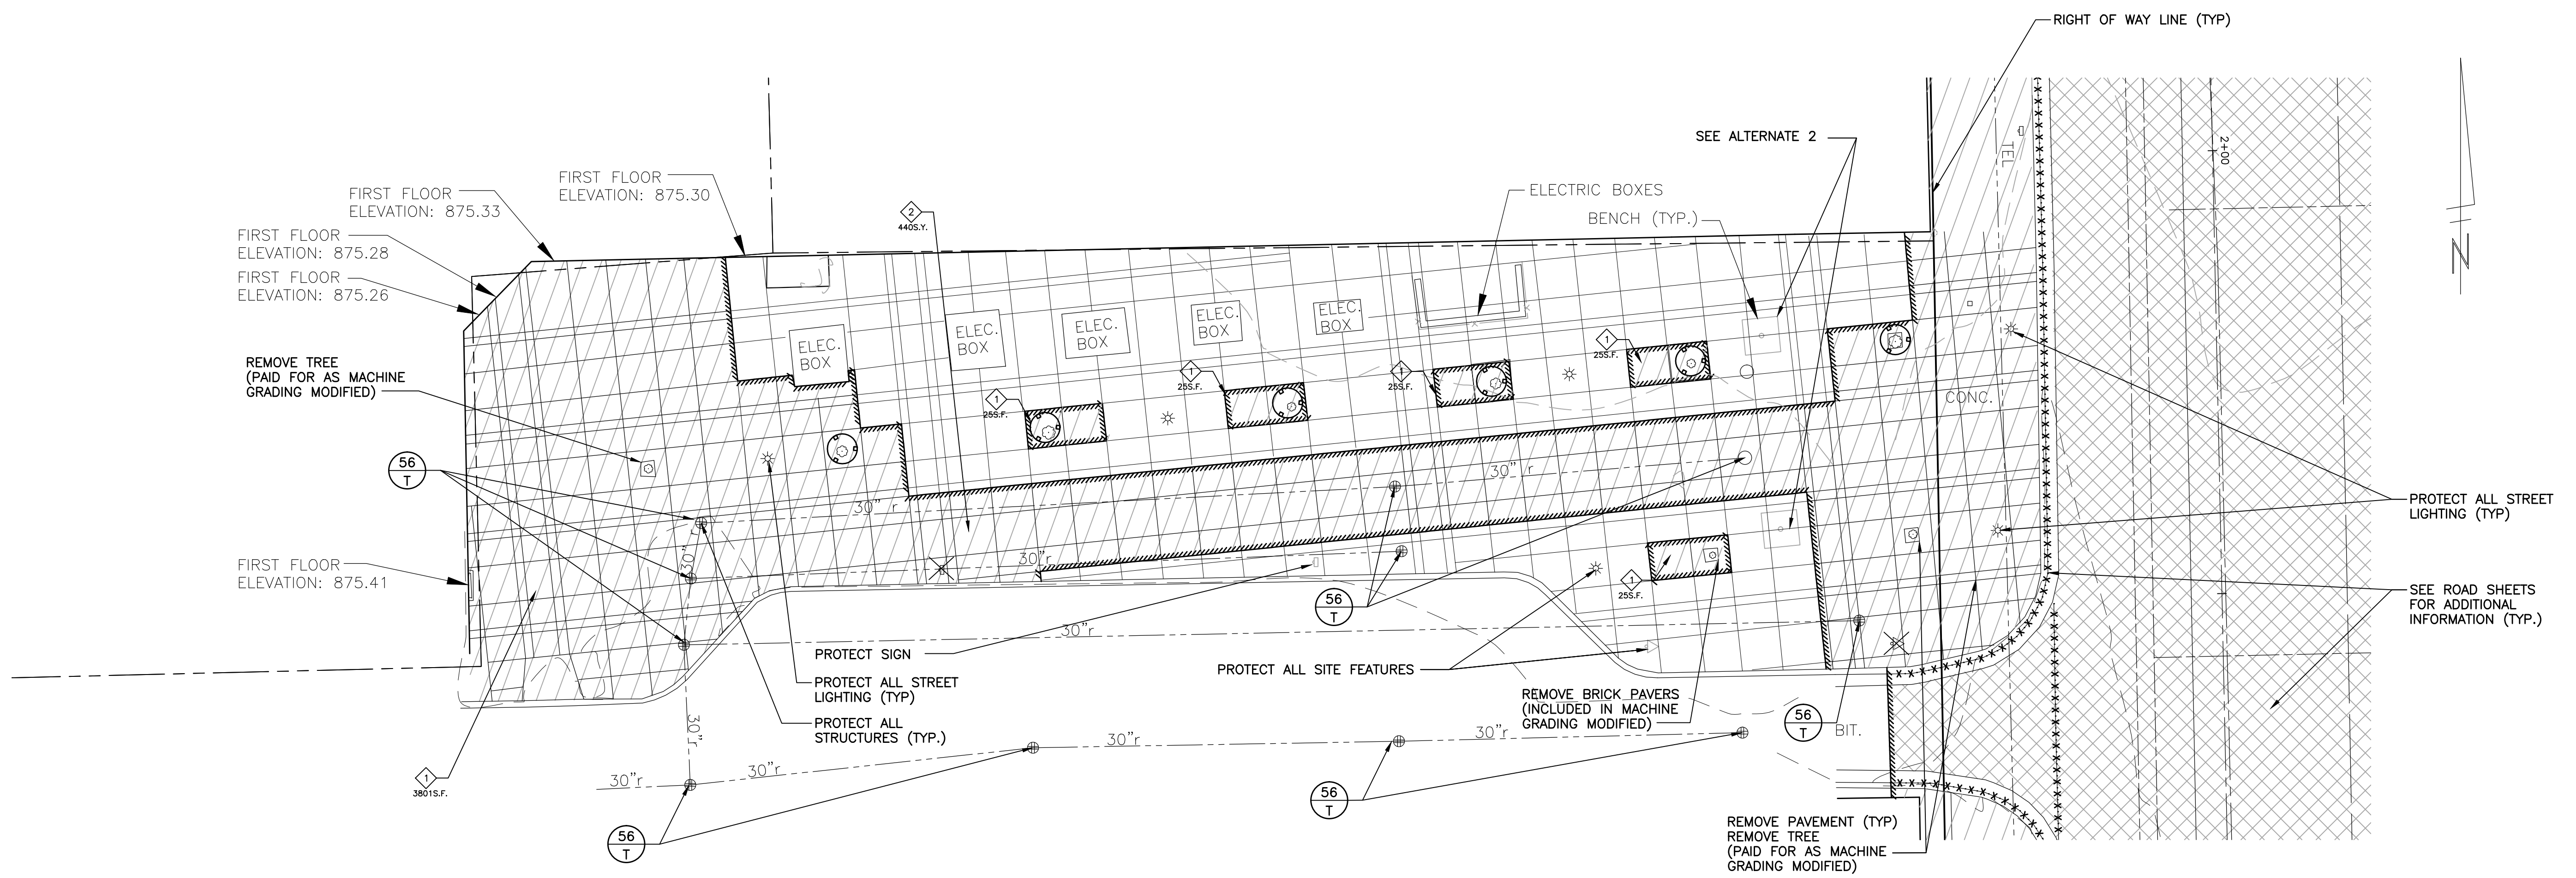 RIGHT OF WAY LINE (TYP)
SEE ALTERNATE 2
TEL
2+00
FIRST FLOOR
ELEVATION: 875.30
FIRST FLOOR
ELEVATION: 875.33
ELECTRIC BOXES
BENCH (TYP.)
2
440S.Y.
FIRST FLOOR
ELEVATION: 875.28
FIRST FLOOR
ELEVATION: 875.26
N
ELEC.
BOX
ELEC.
BOX
ELEC.
BOX
ELEC.
BOX
ELEC.
BOX
REMOVE TREE
(PAID FOR AS MACHINE
GRADING MODIFIED)
1
25S.F.
1
25S.F.
1
25S.F.
1
25S.F.
CONC.
56
T
30" r
30" r
30"r
30"r
PROTECT ALL STREET
LIGHTING (TYP)
FIRST FLOOR
ELEVATION: 875.41
1
25S.F.
56
T
SEE ROAD SHEETS
FOR ADDITIONAL
INFORMATION (TYP.)
30"r
PROTECT SIGN
PROTECT ALL SITE FEATURES
PROTECT ALL STREET
LIGHTING (TYP)
REMOVE BRICK PAVERS
(INCLUDED IN MACHINE
GRADING MODIFIED)
PROTECT ALL
STRUCTURES (TYP.)
56
T
BIT.
30"r
30"r
30"r
30"r
30"r
1
3801S.F.
56
T
56
T
REMOVE PAVEMENT (TYP)
REMOVE TREE
(PAID FOR AS MACHINE
GRADING MODIFIED)